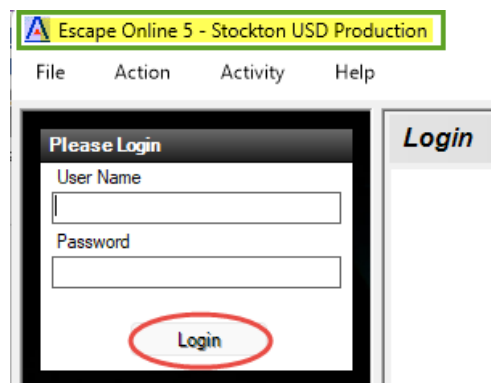 Escape Online 5 - Stockton USD Production
File Action Activity Help
Please Login
Login
User Name
Password
Login